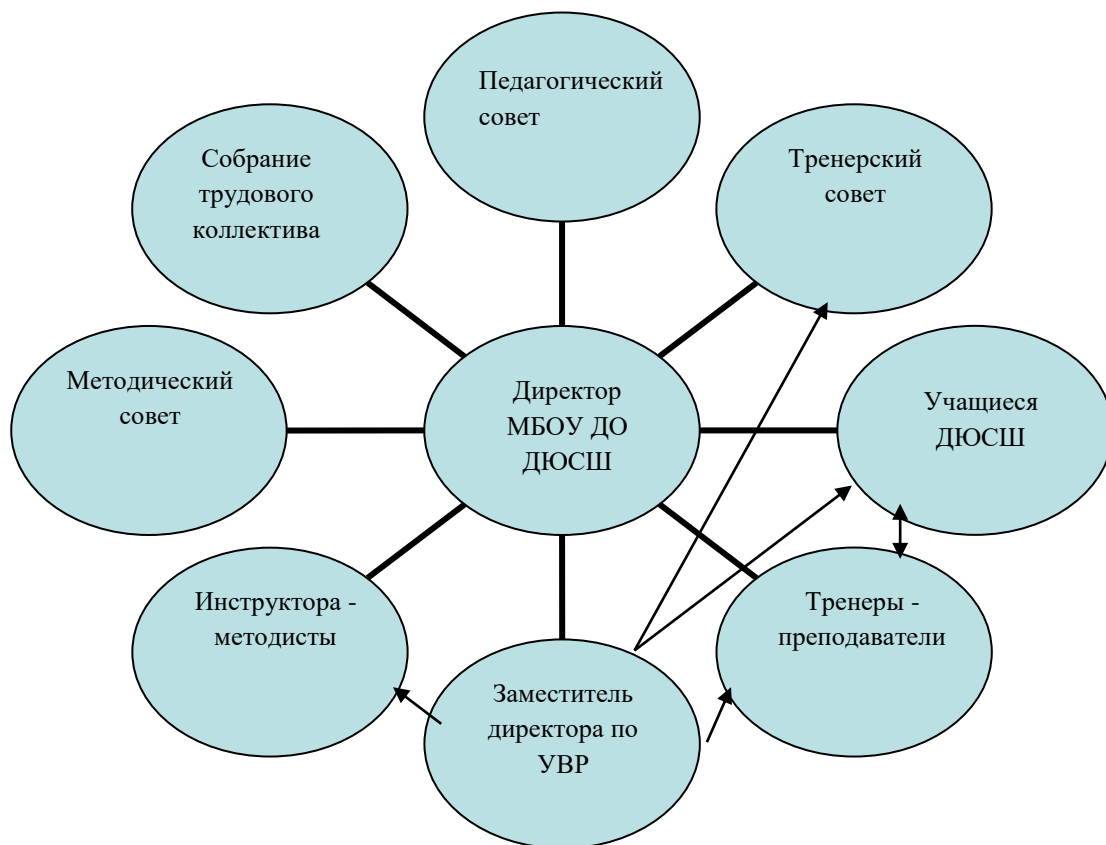 Педагогический
совет
Собрание
трудового
коллектива
Тренерский
совет
Методический
совет
Директор
МБОУ ДО
ДЮСШ
Учащиеся
ДЮСШ
Инструктора -
методисты
Тренеры -
преподаватели
Заместитель
директора по
УВР